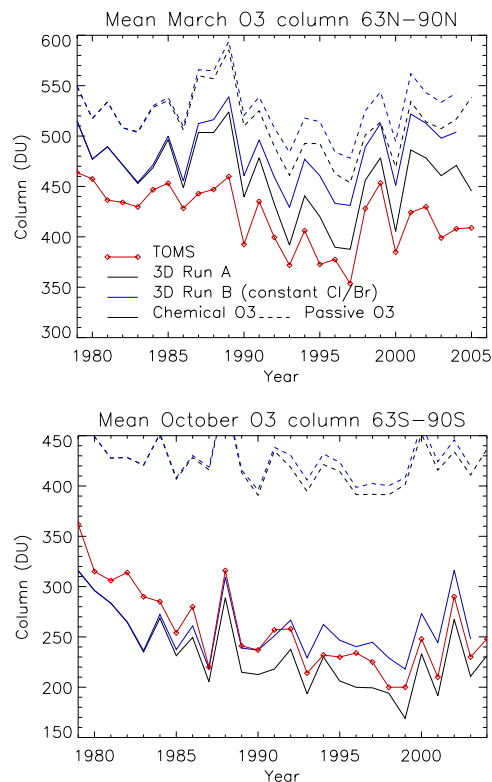 Mean March O3 column 63N−90N
600
550
500
450
400
350
300
Column (DU)
TOMS
3D Run A
3D Run B (constant Cl/Br)
Chemical O3 Passive O3
1980 1985 1990 1995 2000 2005
Year
Mean October O3 column 63S−90S
450
400
350
300
250
200
150
Column (DU)
1980 1985 1990 1995 2000
Year